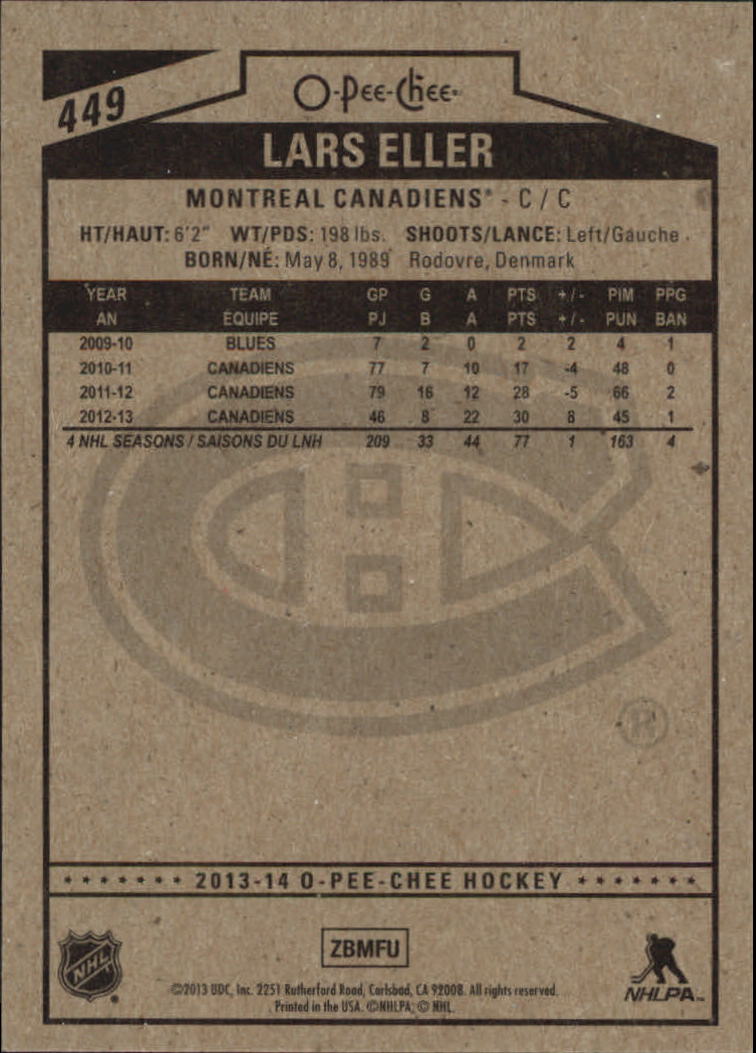 449
O-Pee-Chee
LARS ELLER
MONTREAL CANADIENS® - C / C
HT/HAUT: 6'2" WT/PDS: 198 lbs. SHOOTS/LANCE: Left/Gauche
BORN/NÉ: May 8, 1989 Rodovre, Denmark
YEAR TEAM GP G A PTS +/- PIM PPG
AN ÉQUIPE PJ B A PTS +/- PUN BAN
2009-10 BLUES 7 2 0 2 2 4 1
2010-11 CANADIENS 77 7 10 17 -4 48 0
2011-12 CANADIENS 79 16 12 28 -5 66 2
2012-13 CANADIENS 46 8 22 30 8 45 1
4 NHL SEASONS / SAISONS DU LNH 209 33 44 77 1 163 4
®
* * * * * * * 2013-14 O-PEE-CHEE HOCKEY * * * * * * *
NHL
ZBMFU
©2013 UDC, Inc. 2251 Rutherford Road, Carlsbad, CA 92008. All rights reserved.
Printed in the USA. ©NHLPA, © NHL.
NHLPA™